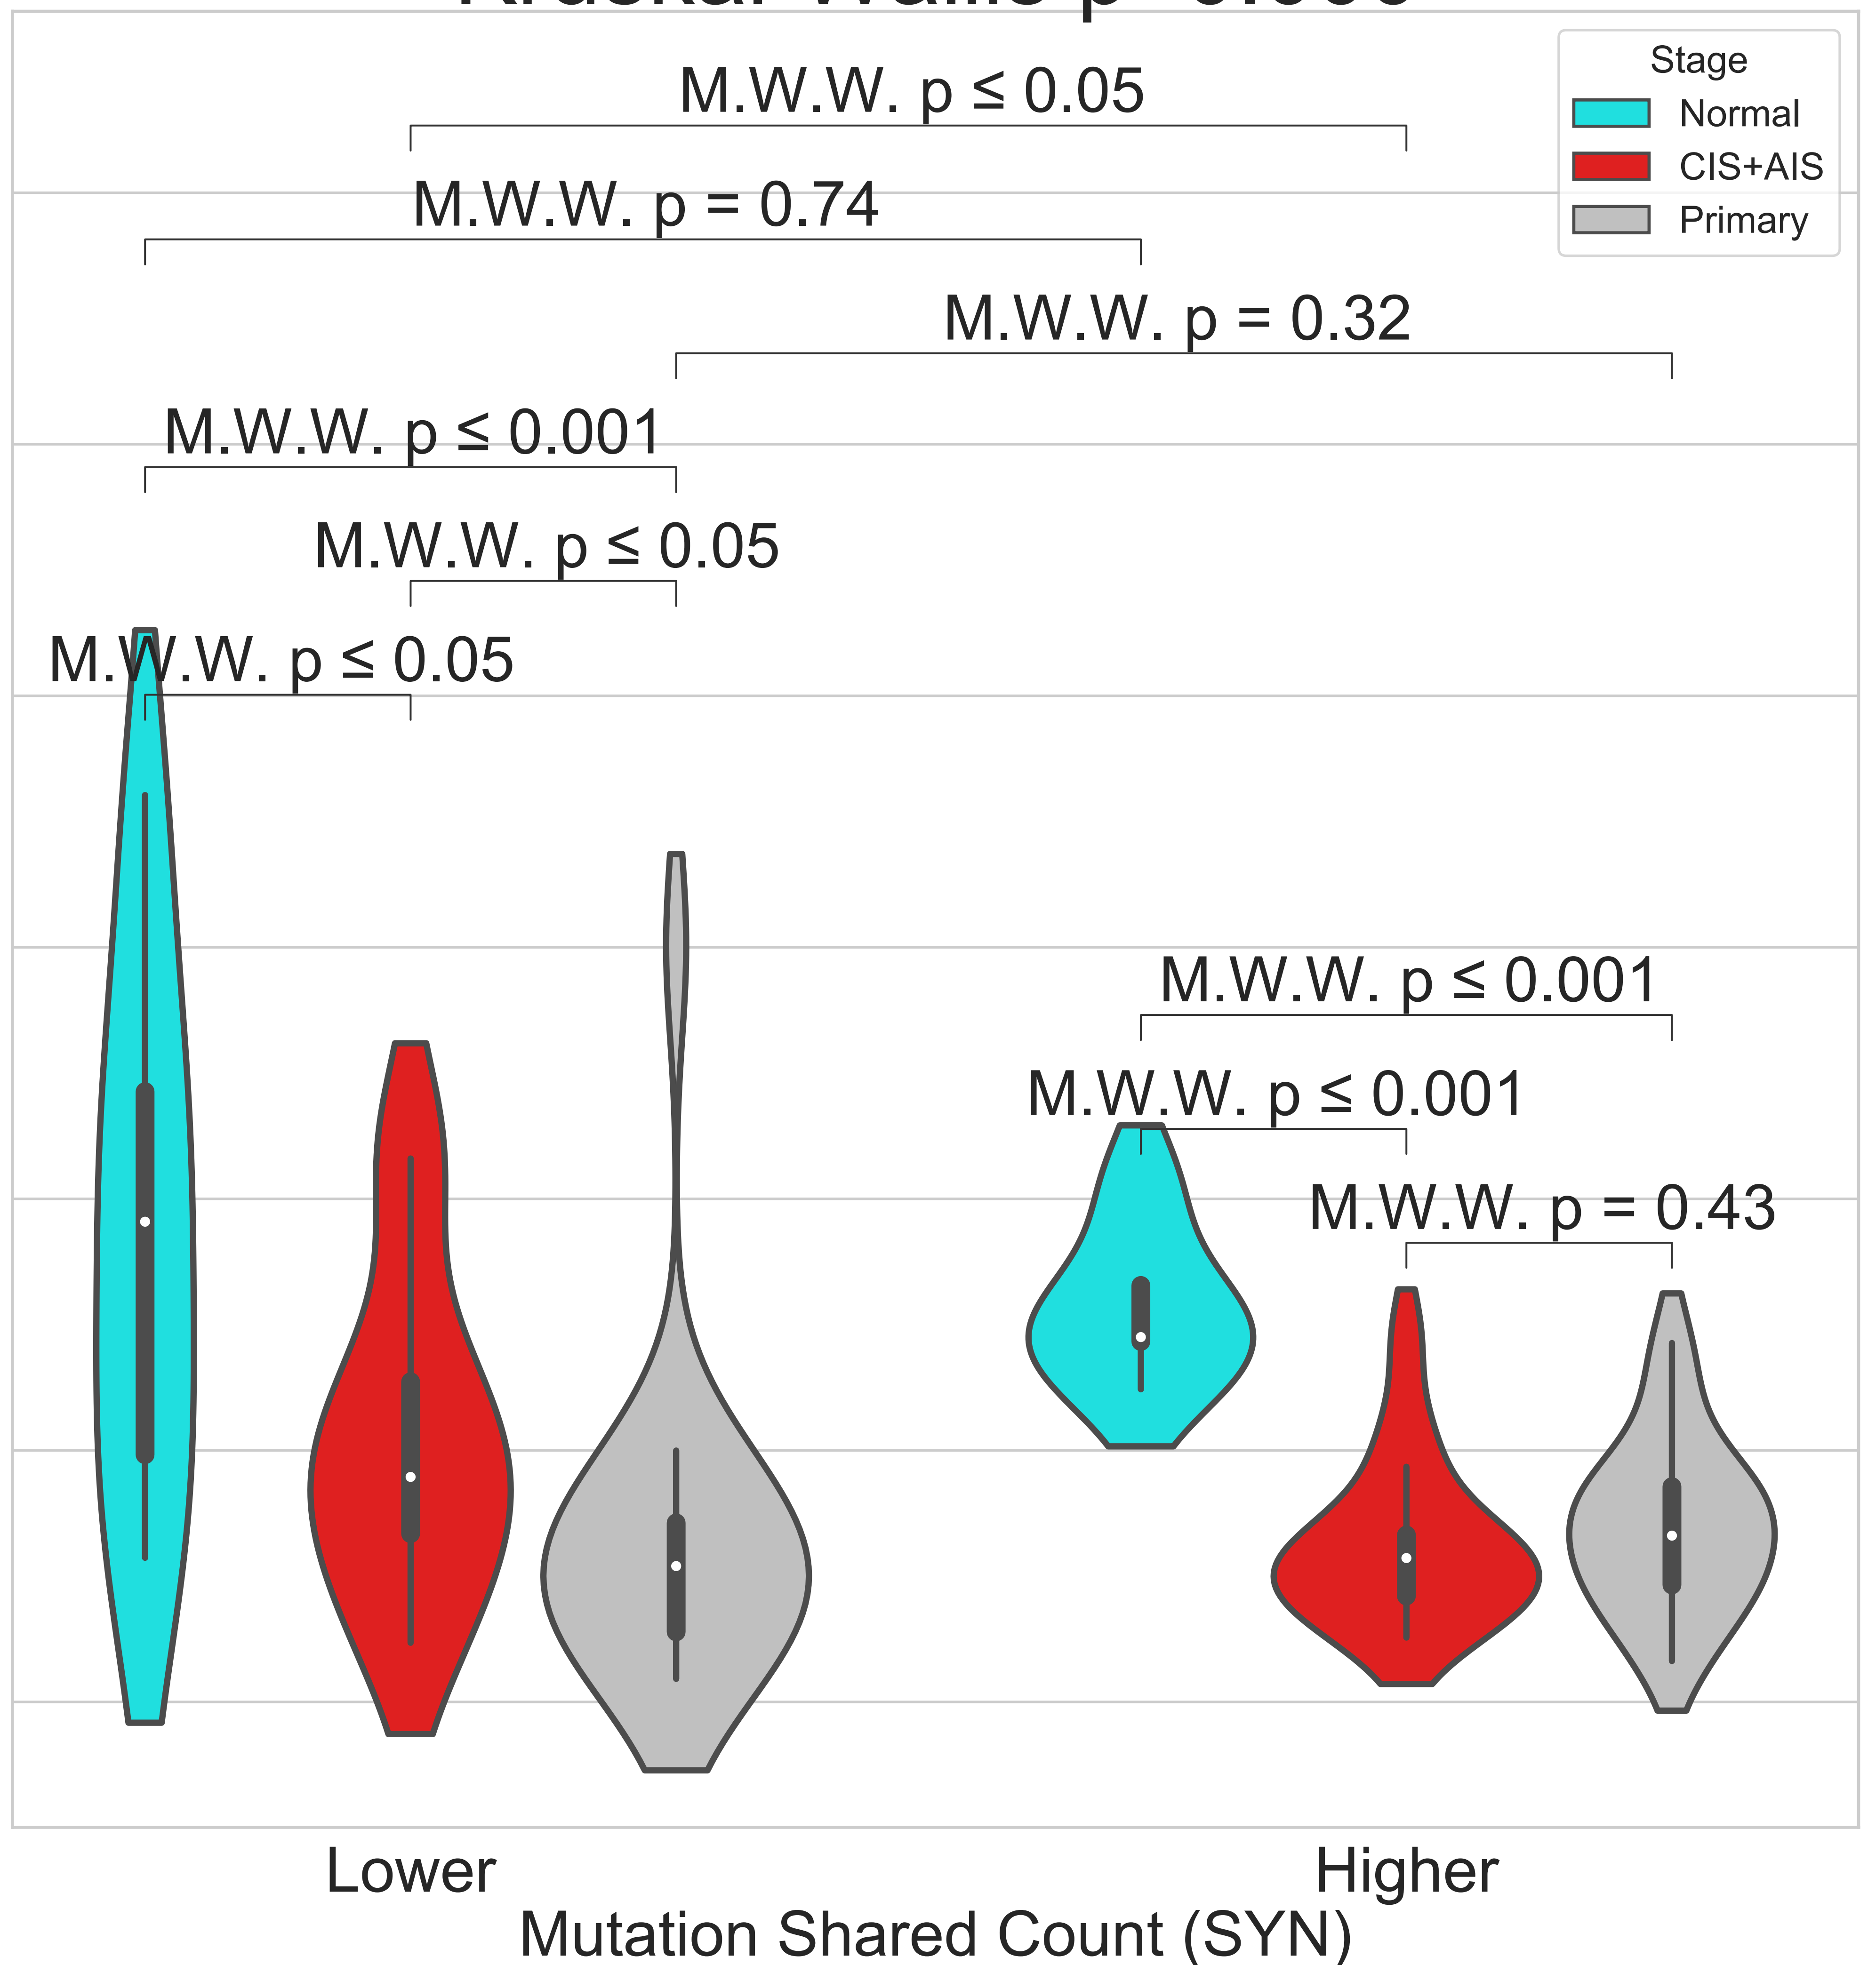 Stage
Normal
CIS+AIS
Primary
M.W.W. p ≤ 0.05
M.W.W. p = 0.74
M.W.W. p = 0.32
M.W.W. p ≤ 0.001
M.W.W. p ≤ 0.05
M.W.W. p ≤ 0.05
M.W.W. p ≤ 0.001
M.W.W. p ≤ 0.001
M.W.W. p = 0.43
Lower
Higher
Mutation Shared Count (SYN)